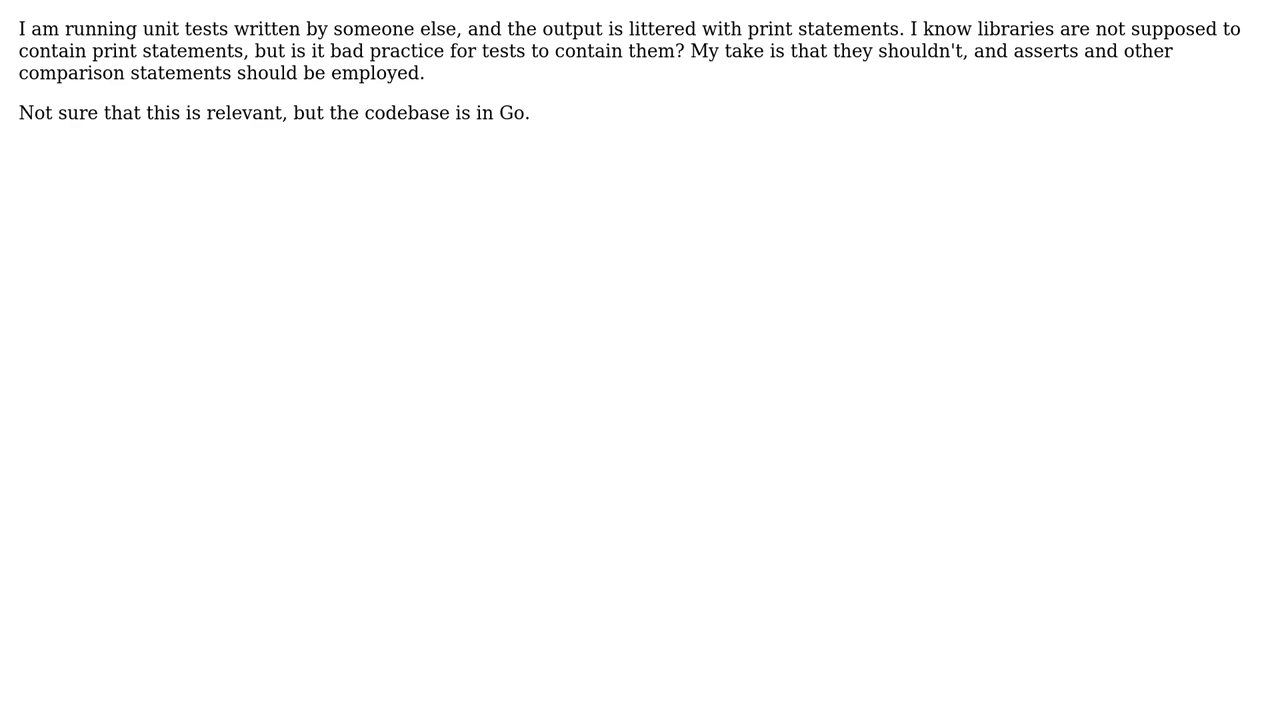 I am running unit tests written by someone else, and the output is littered with print statements. I know libraries are not supposed to
contain print statements, but is it bad practice for tests to contain them? My take is that they shouldn't, and asserts and other
comparison statements should be employed.
Not sure that this is relevant, but the codebase is in Go.